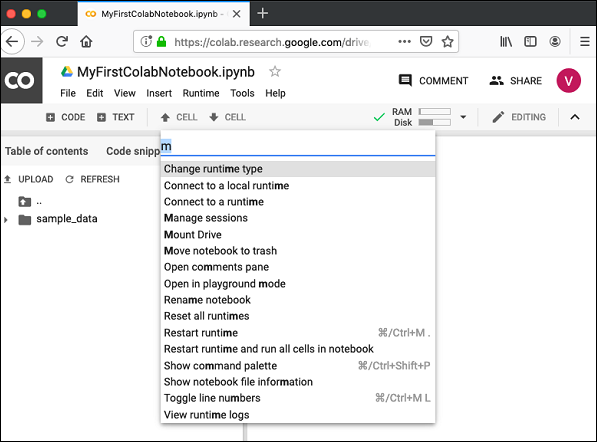 MyFirstColabNotebook.ipynb -
https://colab.research.google.com/drive
MyFirstColabNotebook.ipynb
COMMENT
SHARE
V
File Edit View Insert Runtime Tools Help
CODE TEXT CELL CELL
RAM
Disk
EDITING
Table of contents Code snipp
m
UPLOAD REFRESH
..
sample_data
Change runtime type
Connect to a local runtime
Connect to a runtime
Manage sessions
Mount Drive
Move notebook to trash
Open comments pane
Open in playground mode
Rename notebook
Reset all runtimes
Restart runtime ⌘/Ctrl+M .
Restart runtime and run all cells in notebook
Show command palette ⌘/Ctrl+Shift+P
Show notebook file information
Toggle line numbers ⌘/Ctrl+M L
View runtime logs